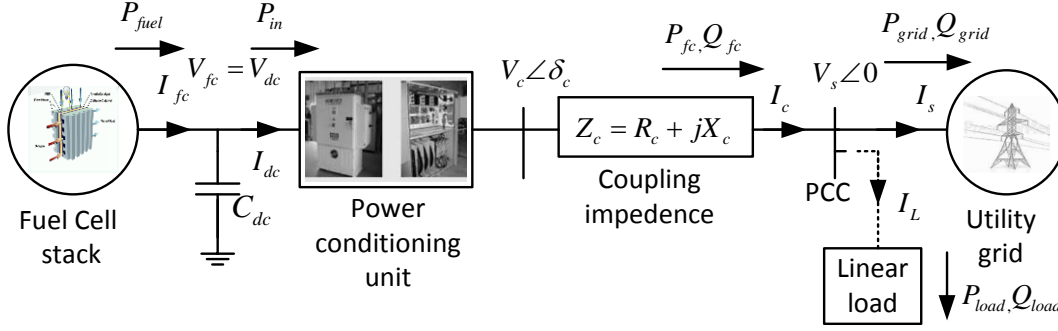 P_fuel
P_in
V_fc = V_dc
I_fc
I_dc
C_dc
Fuel Cell
stack
Power
conditioning
unit
V_c∠δ_c
P_fc,Q_fc
Z_c = R_c + jX_c
Coupling
impedence
I_c
V_s∠0
PCC
P_grid,Q_grid
I_s
I_L
Utility
grid
Linear
load
P_load,Q_load